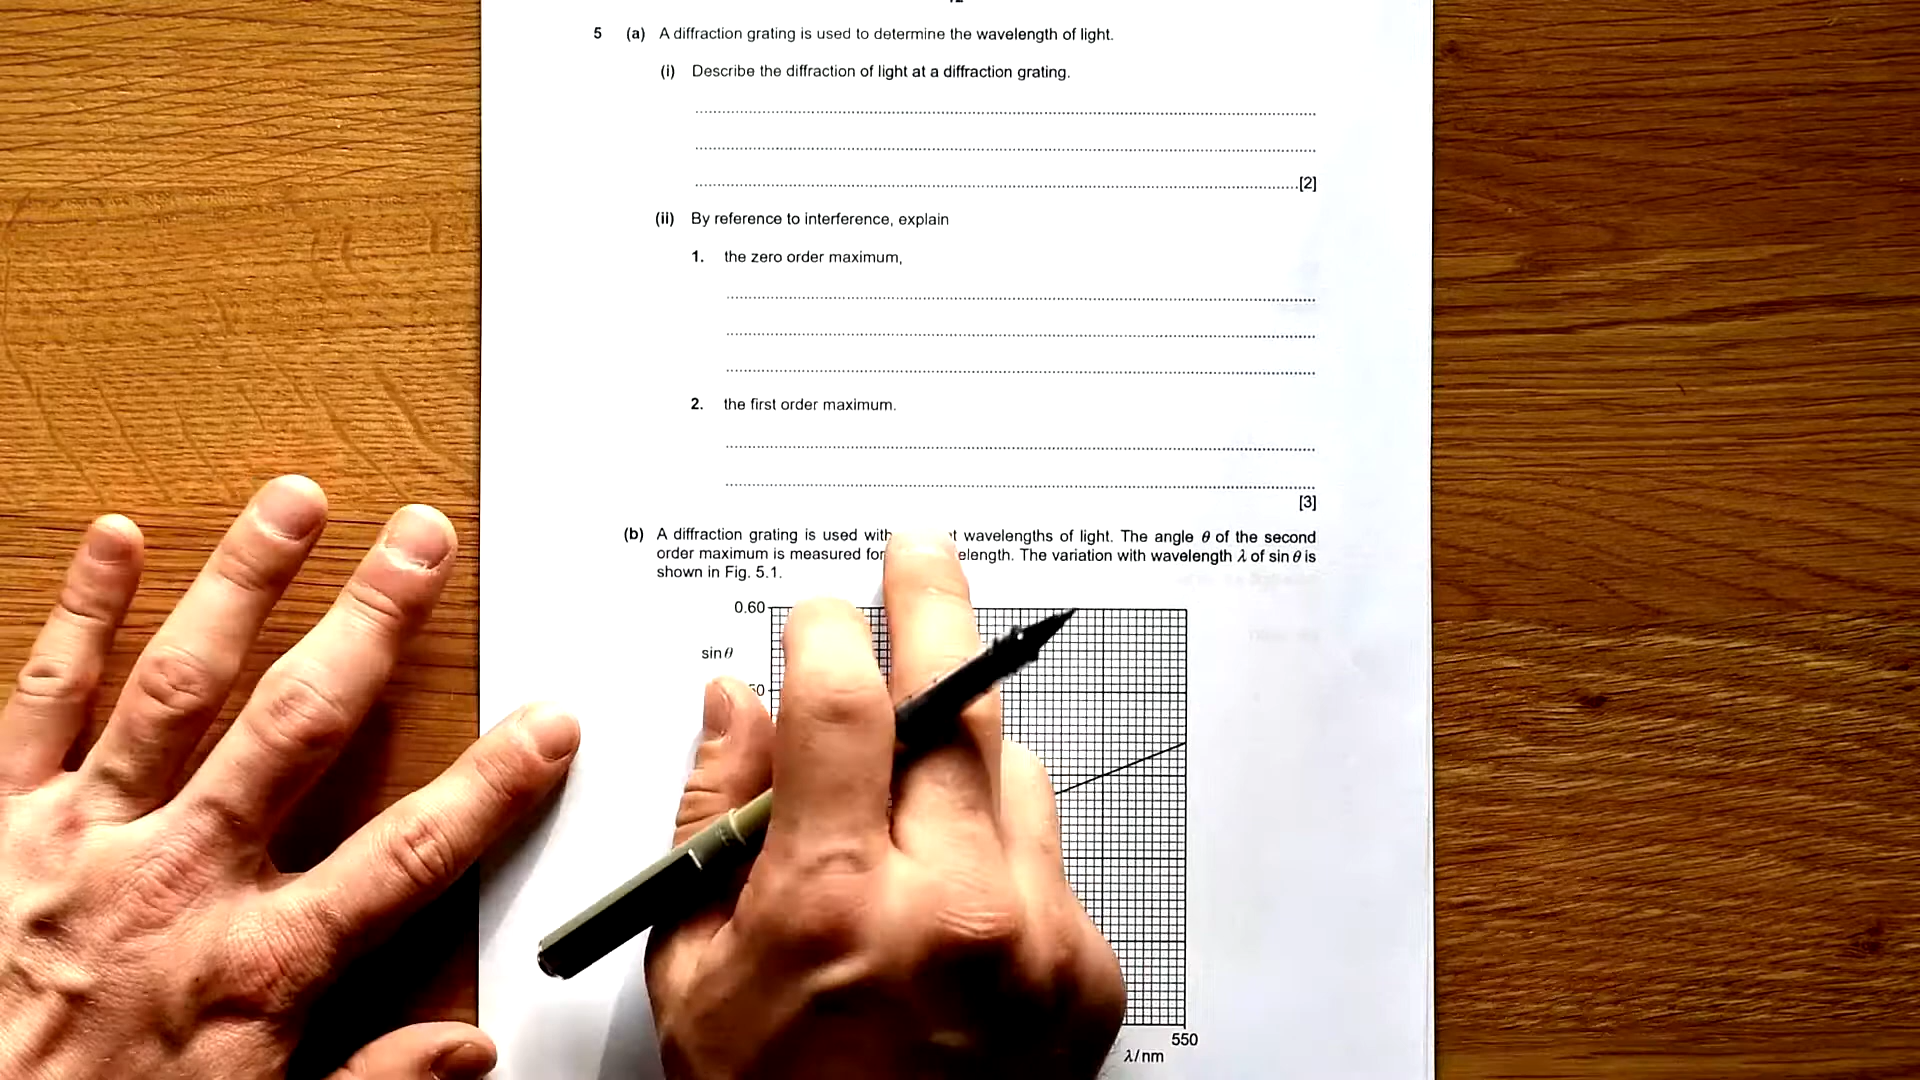 5 (a) A diffraction grating is used to determine the wavelength of light.
(i) Describe the diffraction of light at a diffraction grating.
[2]
(ii) By reference to interference, explain
1. the zero order maximum,
2. the first order maximum.
[3]
(b) A diffraction grating is used with wavelengths of light. The angle θ of the second
order maximum is measured for elength. The variation with wavelength λ of sin θ is
shown in Fig. 5.1.
0.60
sin θ
0
550
λ/nm